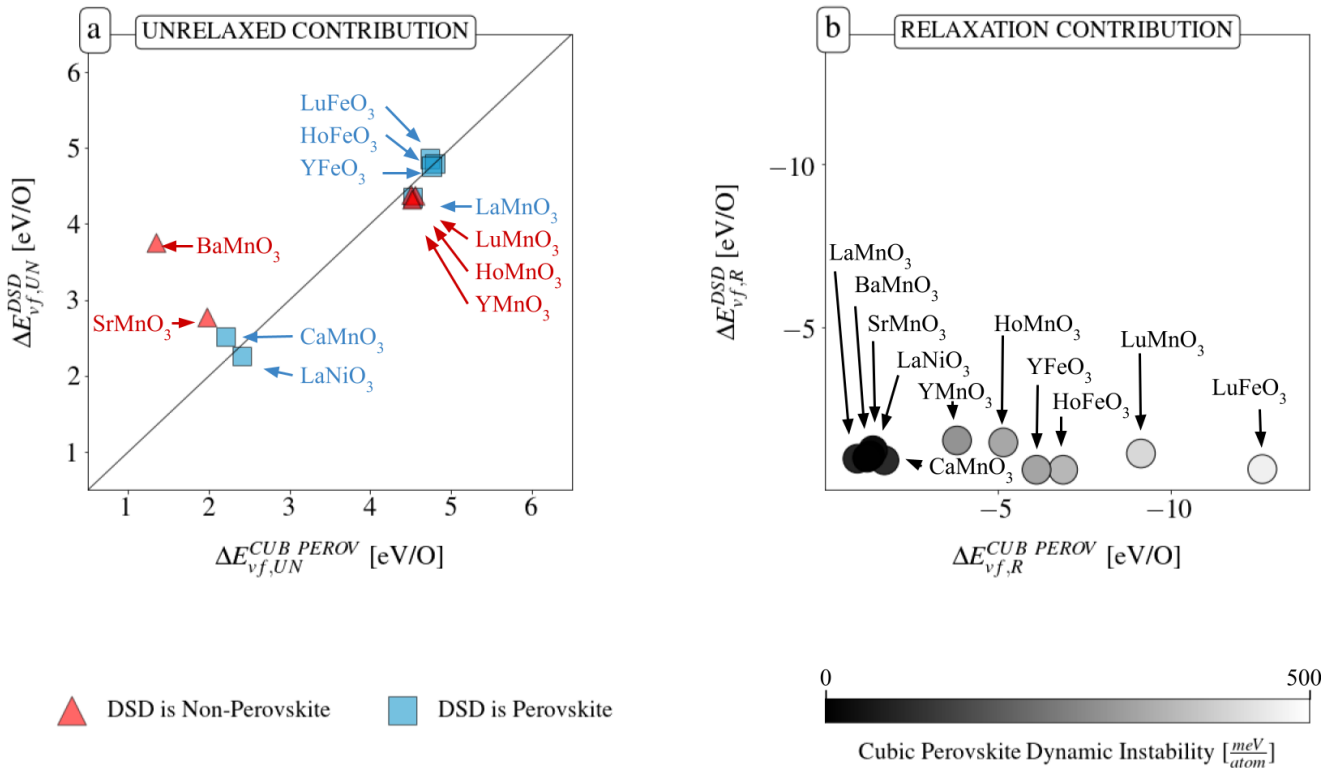 a
UNRELAXED CONTRIBUTION
6
5
4
3
2
1
1 2 3 4 5 6
ΔE^{DSD}_{vf,UN} [eV/O]
ΔE^{CUB PEROV}_{vf,UN} [eV/O]
LuFeO₃
HoFeO₃
YFeO₃
LaMnO₃
LuMnO₃
HoMnO₃
YMnO₃
BaMnO₃
SrMnO₃
CaMnO₃
LaNiO₃
DSD is Non-Perovskite
DSD is Perovskite
b
RELAXATION CONTRIBUTION
−10
−5
−5 −10
ΔE^{DSD}_{vf,R} [eV/O]
ΔE^{CUB PEROV}_{vf,R} [eV/O]
LaMnO₃
BaMnO₃
SrMnO₃
LaNiO₃
YMnO₃
HoMnO₃
YFeO₃
HoFeO₃
LuMnO₃
LuFeO₃
CaMnO₃
0 500
Cubic Perovskite Dynamic Instability [meV/atom]